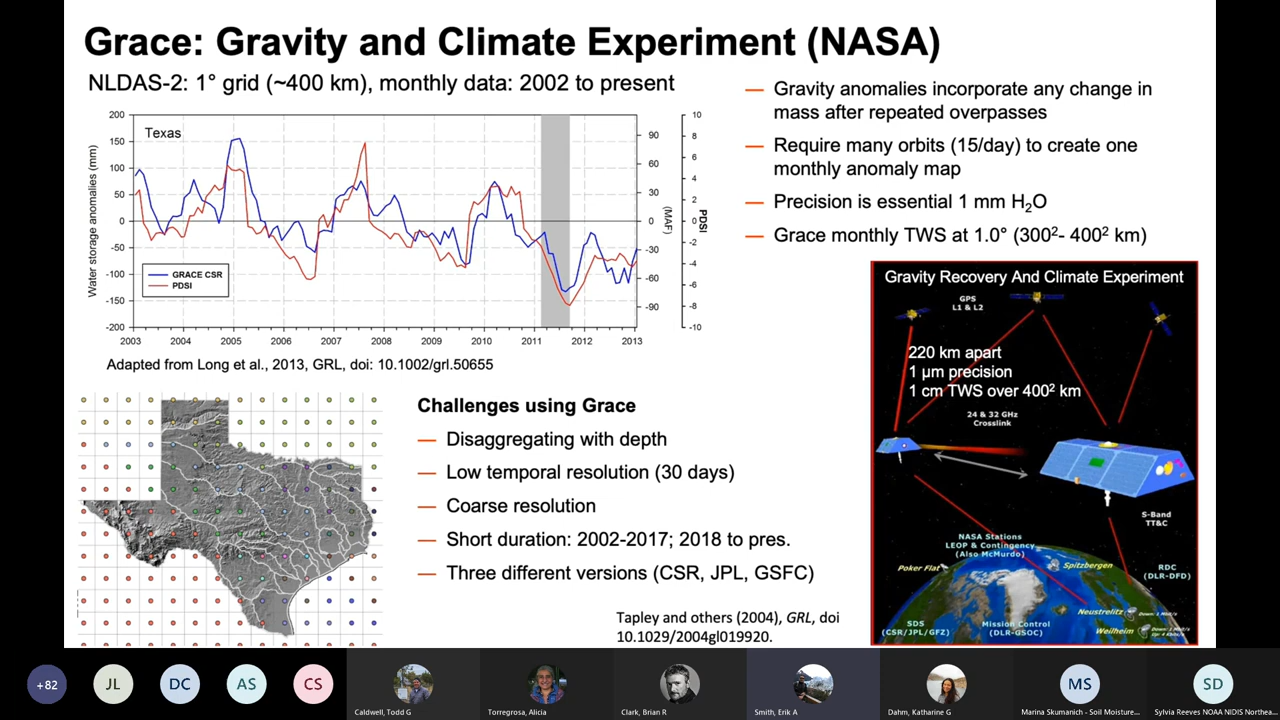 Grace: Gravity and Climate Experiment (NASA)
NLDAS-2: 1° grid (~400 km), monthly data: 2002 to present
200
150
100
50
0
-50
-100
-150
-200
Water storage anomalies (mm)
Texas
GRACE CSR
PDSI
2003
2004
2005
2006
2007
2008
2009
2010
2011
2012
2013
90
60
30
0
-30
-60
-90
(MAF)
10
8
6
4
2
0
-2
-4
-6
-8
-10
PDSI
Adapted from Long et al., 2013, GRL, doi: 10.1002/grl.50655
— Gravity anomalies incorporate any change in
mass after repeated overpasses
— Require many orbits (15/day) to create one
monthly anomaly map
— Precision is essential 1 mm H₂O
— Grace monthly TWS at 1.0° (300²- 400² km)
Challenges using Grace
— Disaggregating with depth
— Low temporal resolution (30 days)
— Coarse resolution
— Short duration: 2002-2017; 2018 to pres.
— Three different versions (CSR, JPL, GSFC)
Tapley and others (2004), GRL, doi
10.1029/2004gl019920.
Gravity Recovery And Climate Experiment
GPS
L1 & L2
220 km apart
1 µm precision
1 cm TWS over 400² km
24 & 32 GHz
Crosslink
S-Band
TT&C
NASA Stations
LEOP & Contingency
(Also McMurdo)
Poker Flat
Spitzbergen
RDC
(DLR-DFD)
Neustrelitz
Weilheim
SDS
(CSR/JPL/GFZ)
Mission Control
(DLR-GSOC)
+82
JL
DC
AS
CS
Caldwell, Todd G
Torregrosa, Alicia
Clark, Brian R
Smith, Erik A
Dahm, Katharine G
MS
Marina Skumanich - Soil Moisture...
SD
Sylvia Reeves NOAA NIDIS Northea...